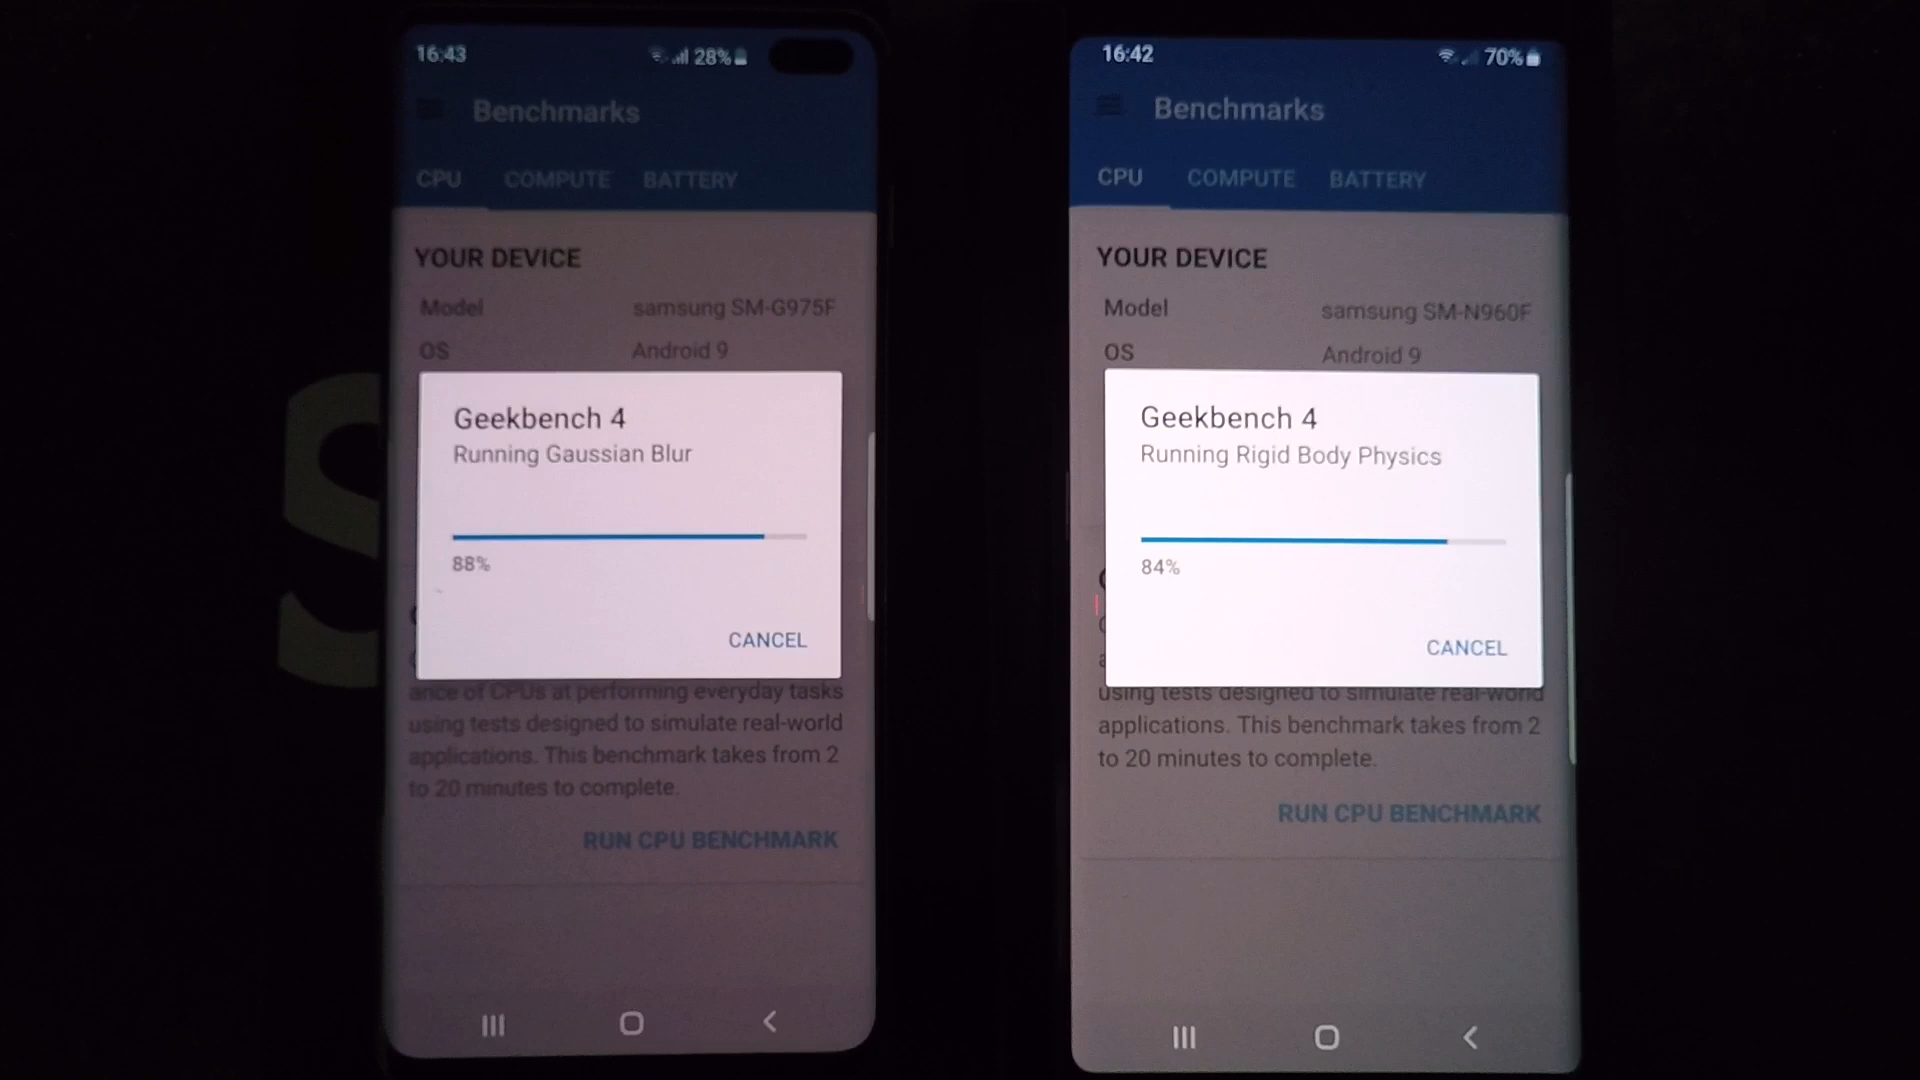 16:43
28%
Benchmarks
CPU COMPUTE BATTERY
YOUR DEVICE
Model samsung SM-G975F
OS Android 9
Geekbench 4
Running Gaussian Blur
88%
CANCEL
ance of CPUs at performing everyday tasks
using tests designed to simulate real-world
applications. This benchmark takes from 2
to 20 minutes to complete.
RUN CPU BENCHMARK
16:42
70%
Benchmarks
CPU COMPUTE BATTERY
YOUR DEVICE
Model samsung SM-N960F
OS Android 9
Geekbench 4
Running Rigid Body Physics
84%
CANCEL
using tests designed to simulate real-world
applications. This benchmark takes from 2
to 20 minutes to complete.
RUN CPU BENCHMARK
S